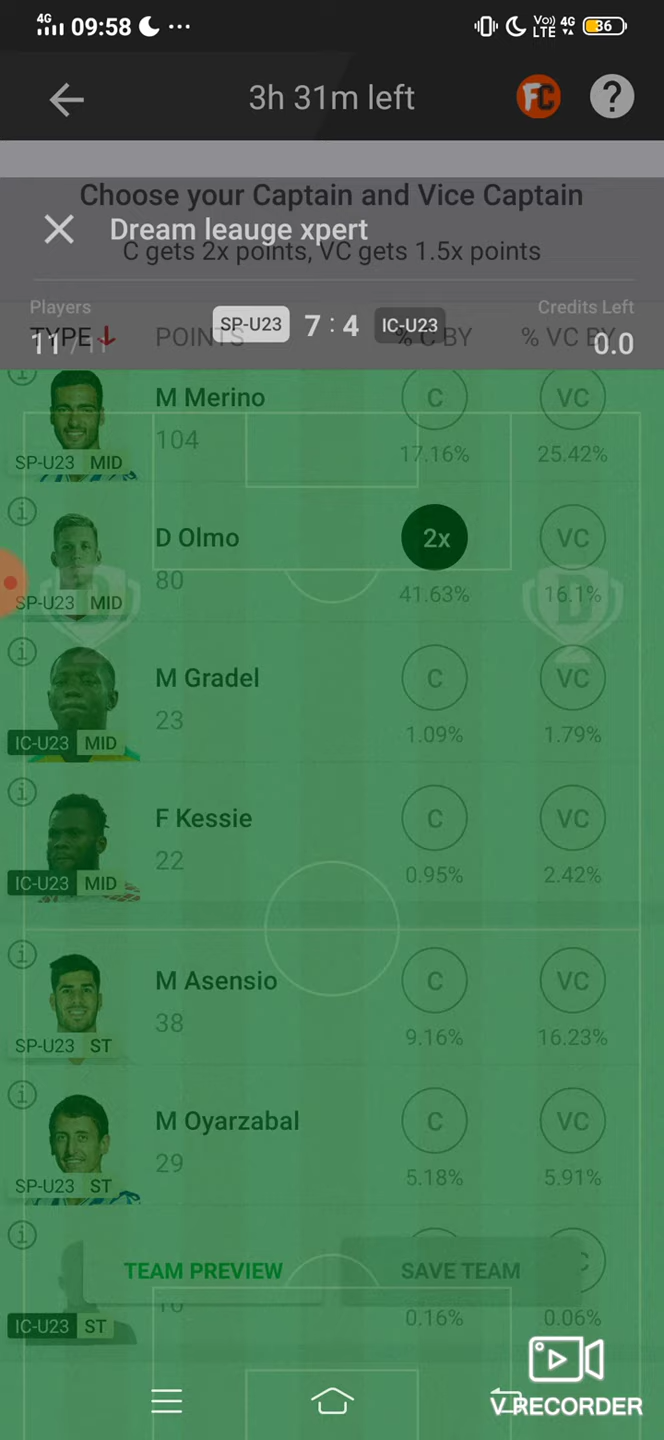 4G 09:58 ... Vo)) LTE 4G 36
3h 31m left FC ?
Choose your Captain and Vice Captain
Dream leauge xpert
C gets 2x points, VC gets 1.5x points
Players SP-U23 7 : 4 IC-U23 Credits Left
TYPE POINTS % C BY % VC BY
11 / 11 0.0
M Merino C VC
104 17.16% 25.42%
SP-U23 MID
D Olmo 2x VC
80 41.63% 16.1%
SP-U23 MID
M Gradel C VC
23 1.09% 1.79%
IC-U23 MID
F Kessie C VC
22 0.95% 2.42%
IC-U23 MID
M Asensio C VC
38 9.16% 16.23%
SP-U23 ST
M Oyarzabal C VC
29 5.18% 5.91%
SP-U23 ST
TEAM PREVIEW SAVE TEAM
0.16% 0.06%
IC-U23 ST
V RECORDER